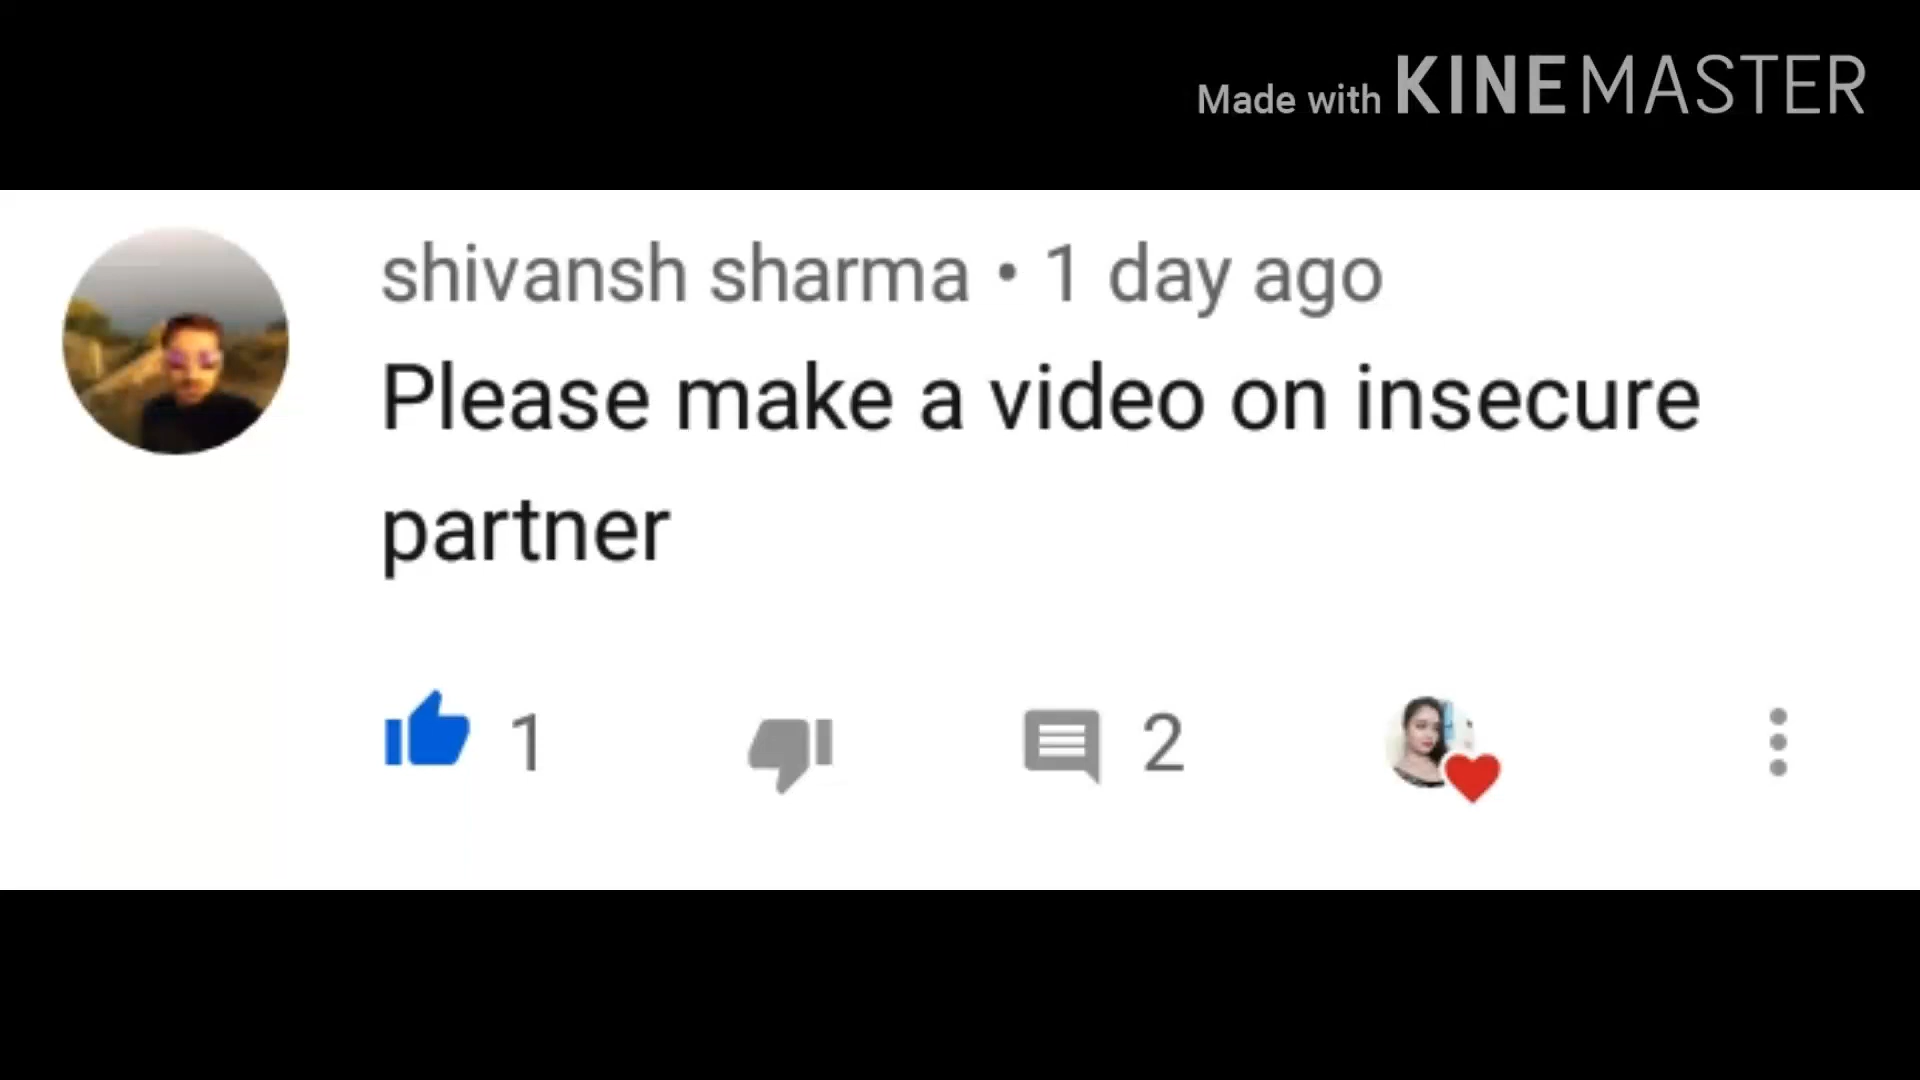 Made with KINEMASTER
shivansh sharma • 1 day ago
Please make a video on insecure
partner
1 2